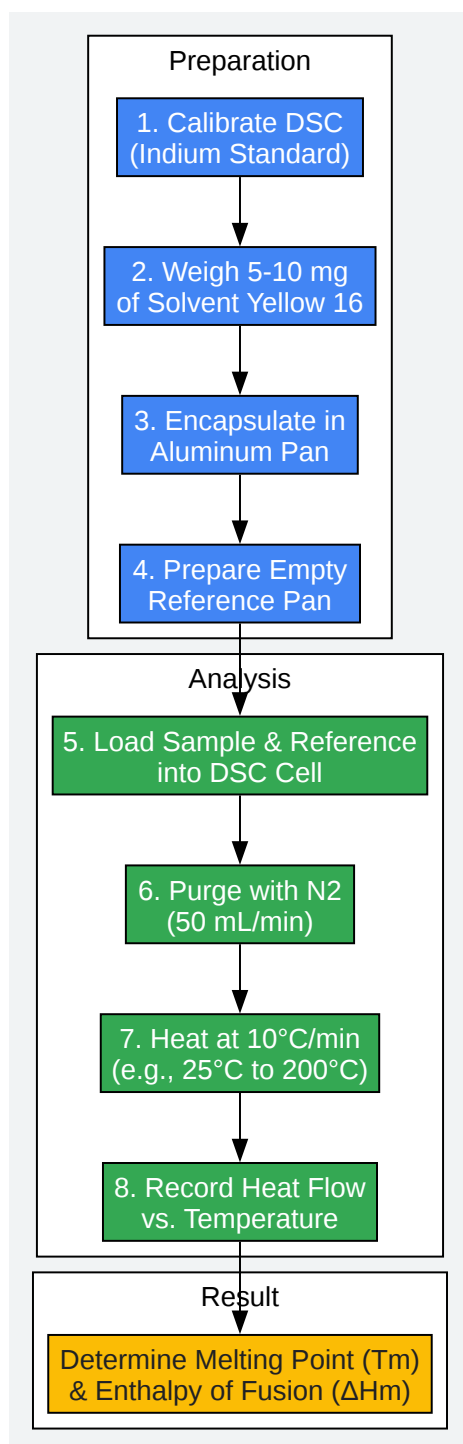 Preparation
1. Calibrate DSC
(Indium Standard)
2. Weigh 5-10 mg
of Solvent Yellow 16
3. Encapsulate in
Aluminum Pan
4. Prepare Empty
Reference Pan
Analysis
5. Load Sample & Reference
into DSC Cell
6. Purge with N2
(50 mL/min)
7. Heat at 10°C/min
(e.g., 25°C to 200°C)
8. Record Heat Flow
vs. Temperature
Result
Determine Melting Point (Tm)
& Enthalpy of Fusion (ΔHm)